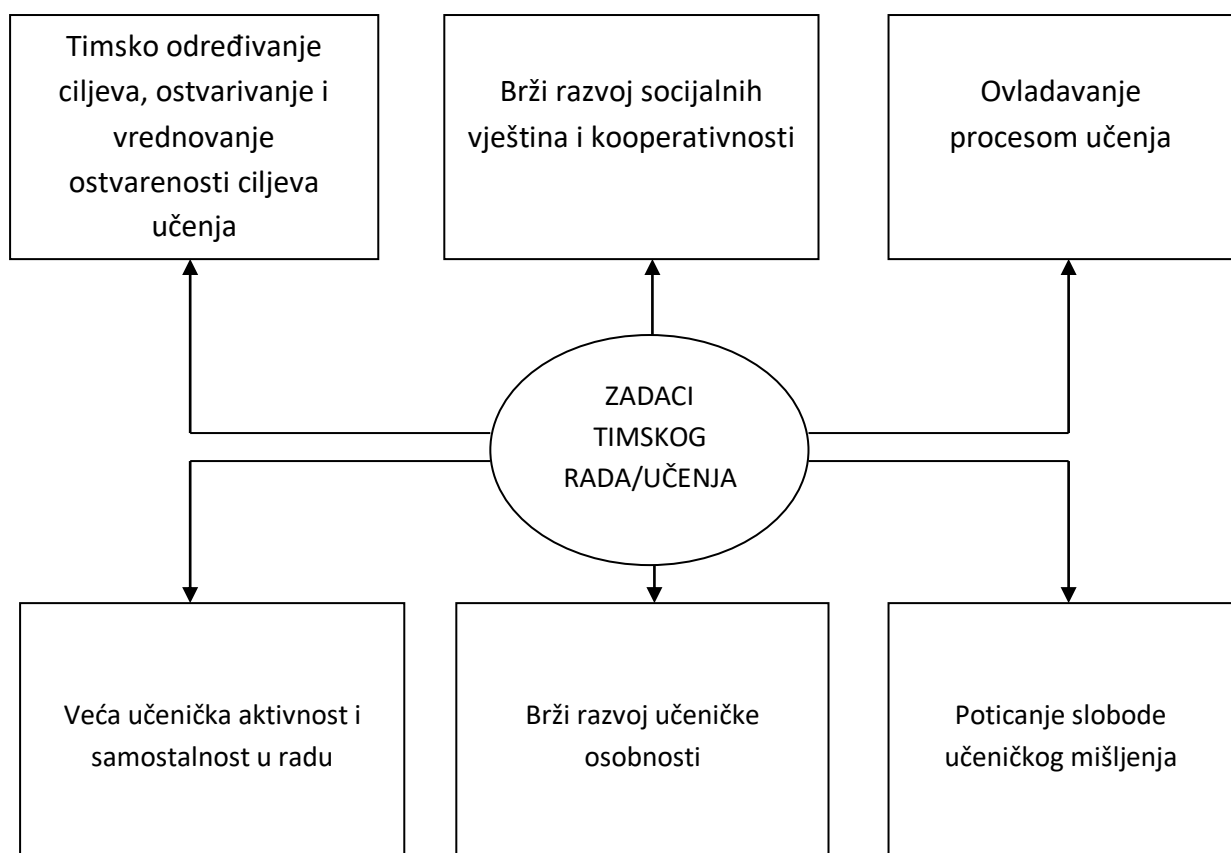 Timsko određivanje
ciljeva, ostvarivanje i
vrednovanje
ostvarenosti ciljeva
učenja
Brži razvoj socijalnih
vještina i kooperativnosti
Ovladavanje
procesom učenja
ZADACI
TIMSKOG
RADA/UČENJA
Veća učenička aktivnost i
samostalnost u radu
Brži razvoj učeničke
osobnosti
Poticanje slobode
učeničkog mišljenja